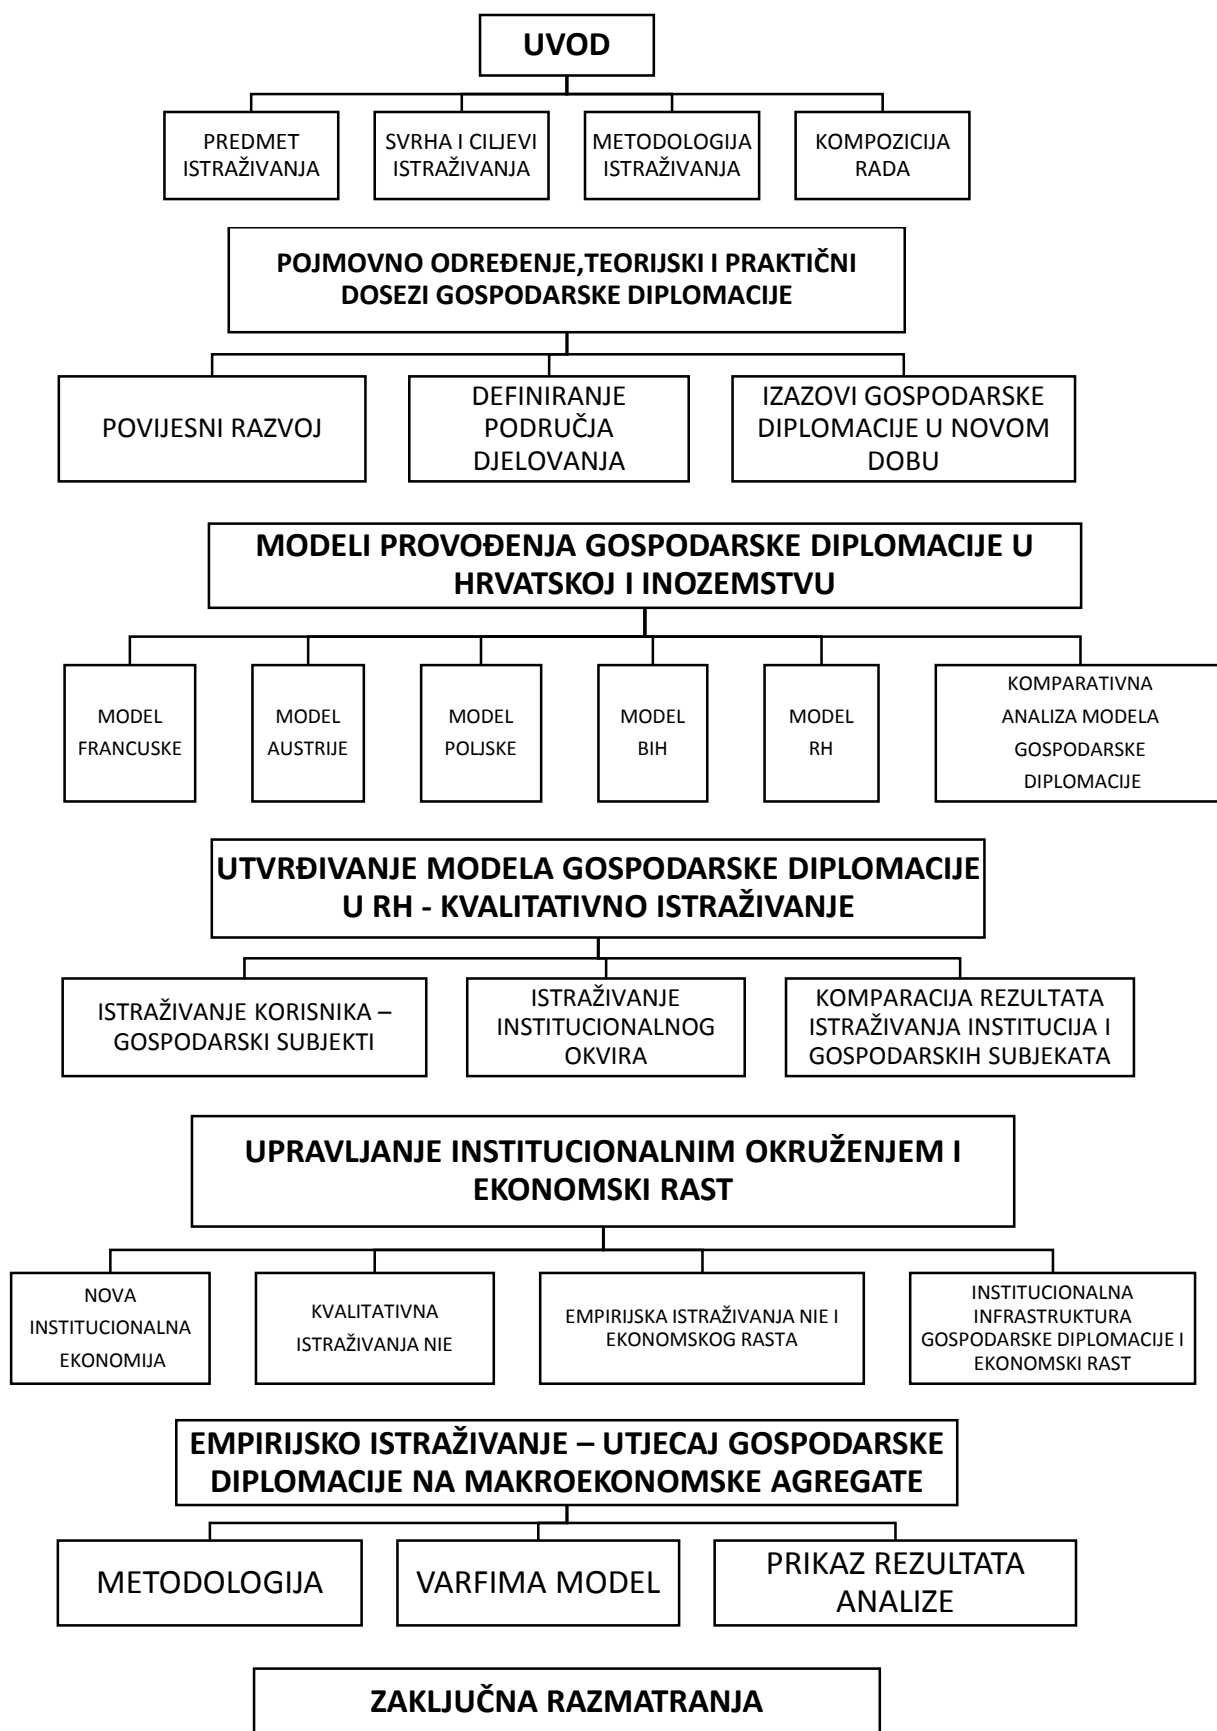 UVOD
PREDMET
ISTRAŽIVANJA
SVRHA I CILJEVI
ISTRAŽIVANJA
METODOLOGIJA
ISTRAŽIVANJA
KOMPOZICIJA
RADA
POJMOVNO ODREĐENJE,TEORIJSKI I PRAKTIČNI
DOSEZI GOSPODARSKE DIPLOMACIJE
POVIJESNI RAZVOJ
DEFINIRANJE
PODRUČJA
DJELOVANJA
IZAZOVI GOSPODARSKE
DIPLOMACIJE U NOVOM
DOBU
MODELI PROVOĐENJA GOSPODARSKE DIPLOMACIJE U
HRVATSKOJ I INOZEMSTVU
MODEL
FRANCUSKE
MODEL
AUSTRIJE
MODEL
POLJSKE
MODEL
BIH
MODEL
RH
KOMPARATIVNA
ANALIZA MODELA
GOSPODARSKE
DIPLOMACIJE
UTVRĐIVANJE MODELA GOSPODARSKE DIPLOMACIJE
U RH - KVALITATIVNO ISTRAŽIVANJE
ISTRAŽIVANJE KORISNIKA –
GOSPODARSKI SUBJEKTI
ISTRAŽIVANJE
INSTITUCIONALNOG
OKVIRA
KOMPARACIJA REZULTATA
ISTRAŽIVANJA INSTITUCIJA I
GOSPODARSKIH SUBJEKATA
UPRAVLJANJE INSTITUCIONALNIM OKRUŽENJEM I
EKONOMSKI RAST
NOVA
INSTITUCIONALNA
EKONOMIJA
KVALITATIVNA
ISTRAŽIVANJA NIE
EMPIRIJSKA ISTRAŽIVANJA NIE I
EKONOMSKOG RASTA
INSTITUCIONALNA
INFRASTRUKTURA
GOSPODARSKE DIPLOMACIJE I
EKONOMSKI RAST
EMPIRIJSKO ISTRAŽIVANJE – UTJECAJ GOSPODARSKE
DIPLOMACIJE NA MAKROEKONOMSKE AGREGATE
METODOLOGIJA
VARFIMA MODEL
PRIKAZ REZULTATA
ANALIZE
ZAKLJUČNA RAZMATRANJA